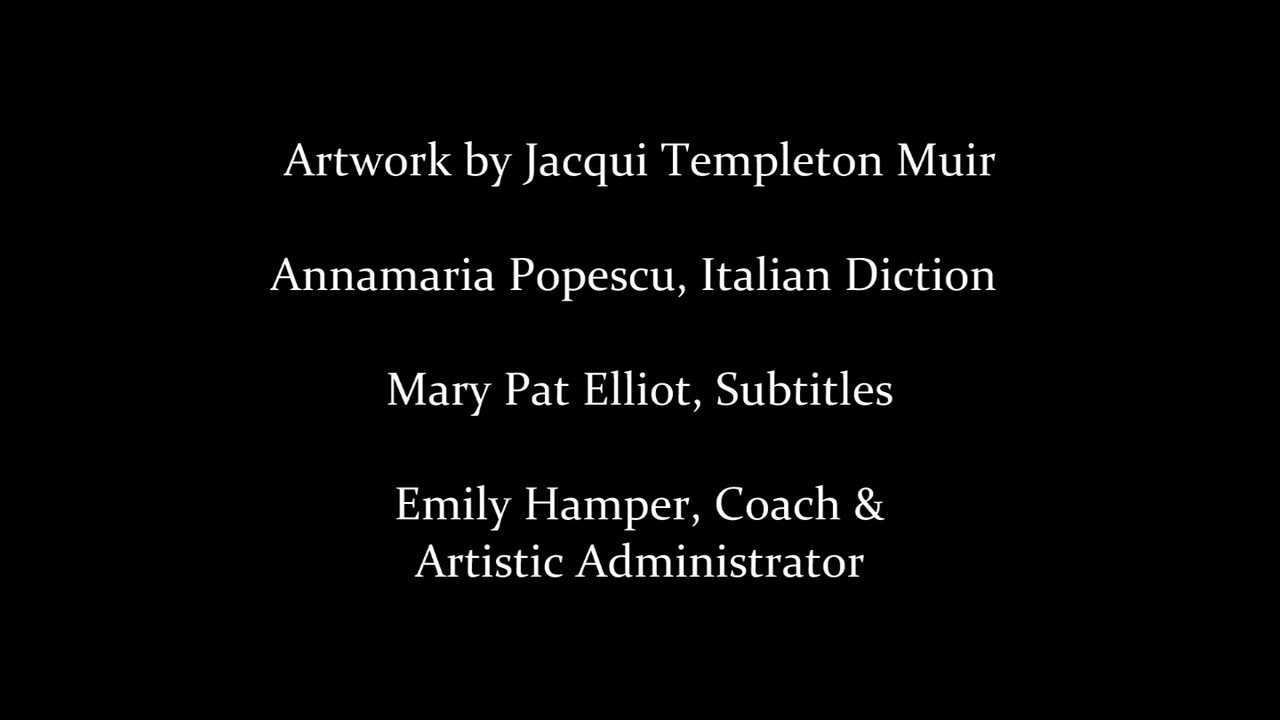 Artwork by Jacqui Templeton Muir
Annamaria Popescu, Italian Diction
Mary Pat Elliot, Subtitles
Emily Hamper, Coach &
Artistic Administrator